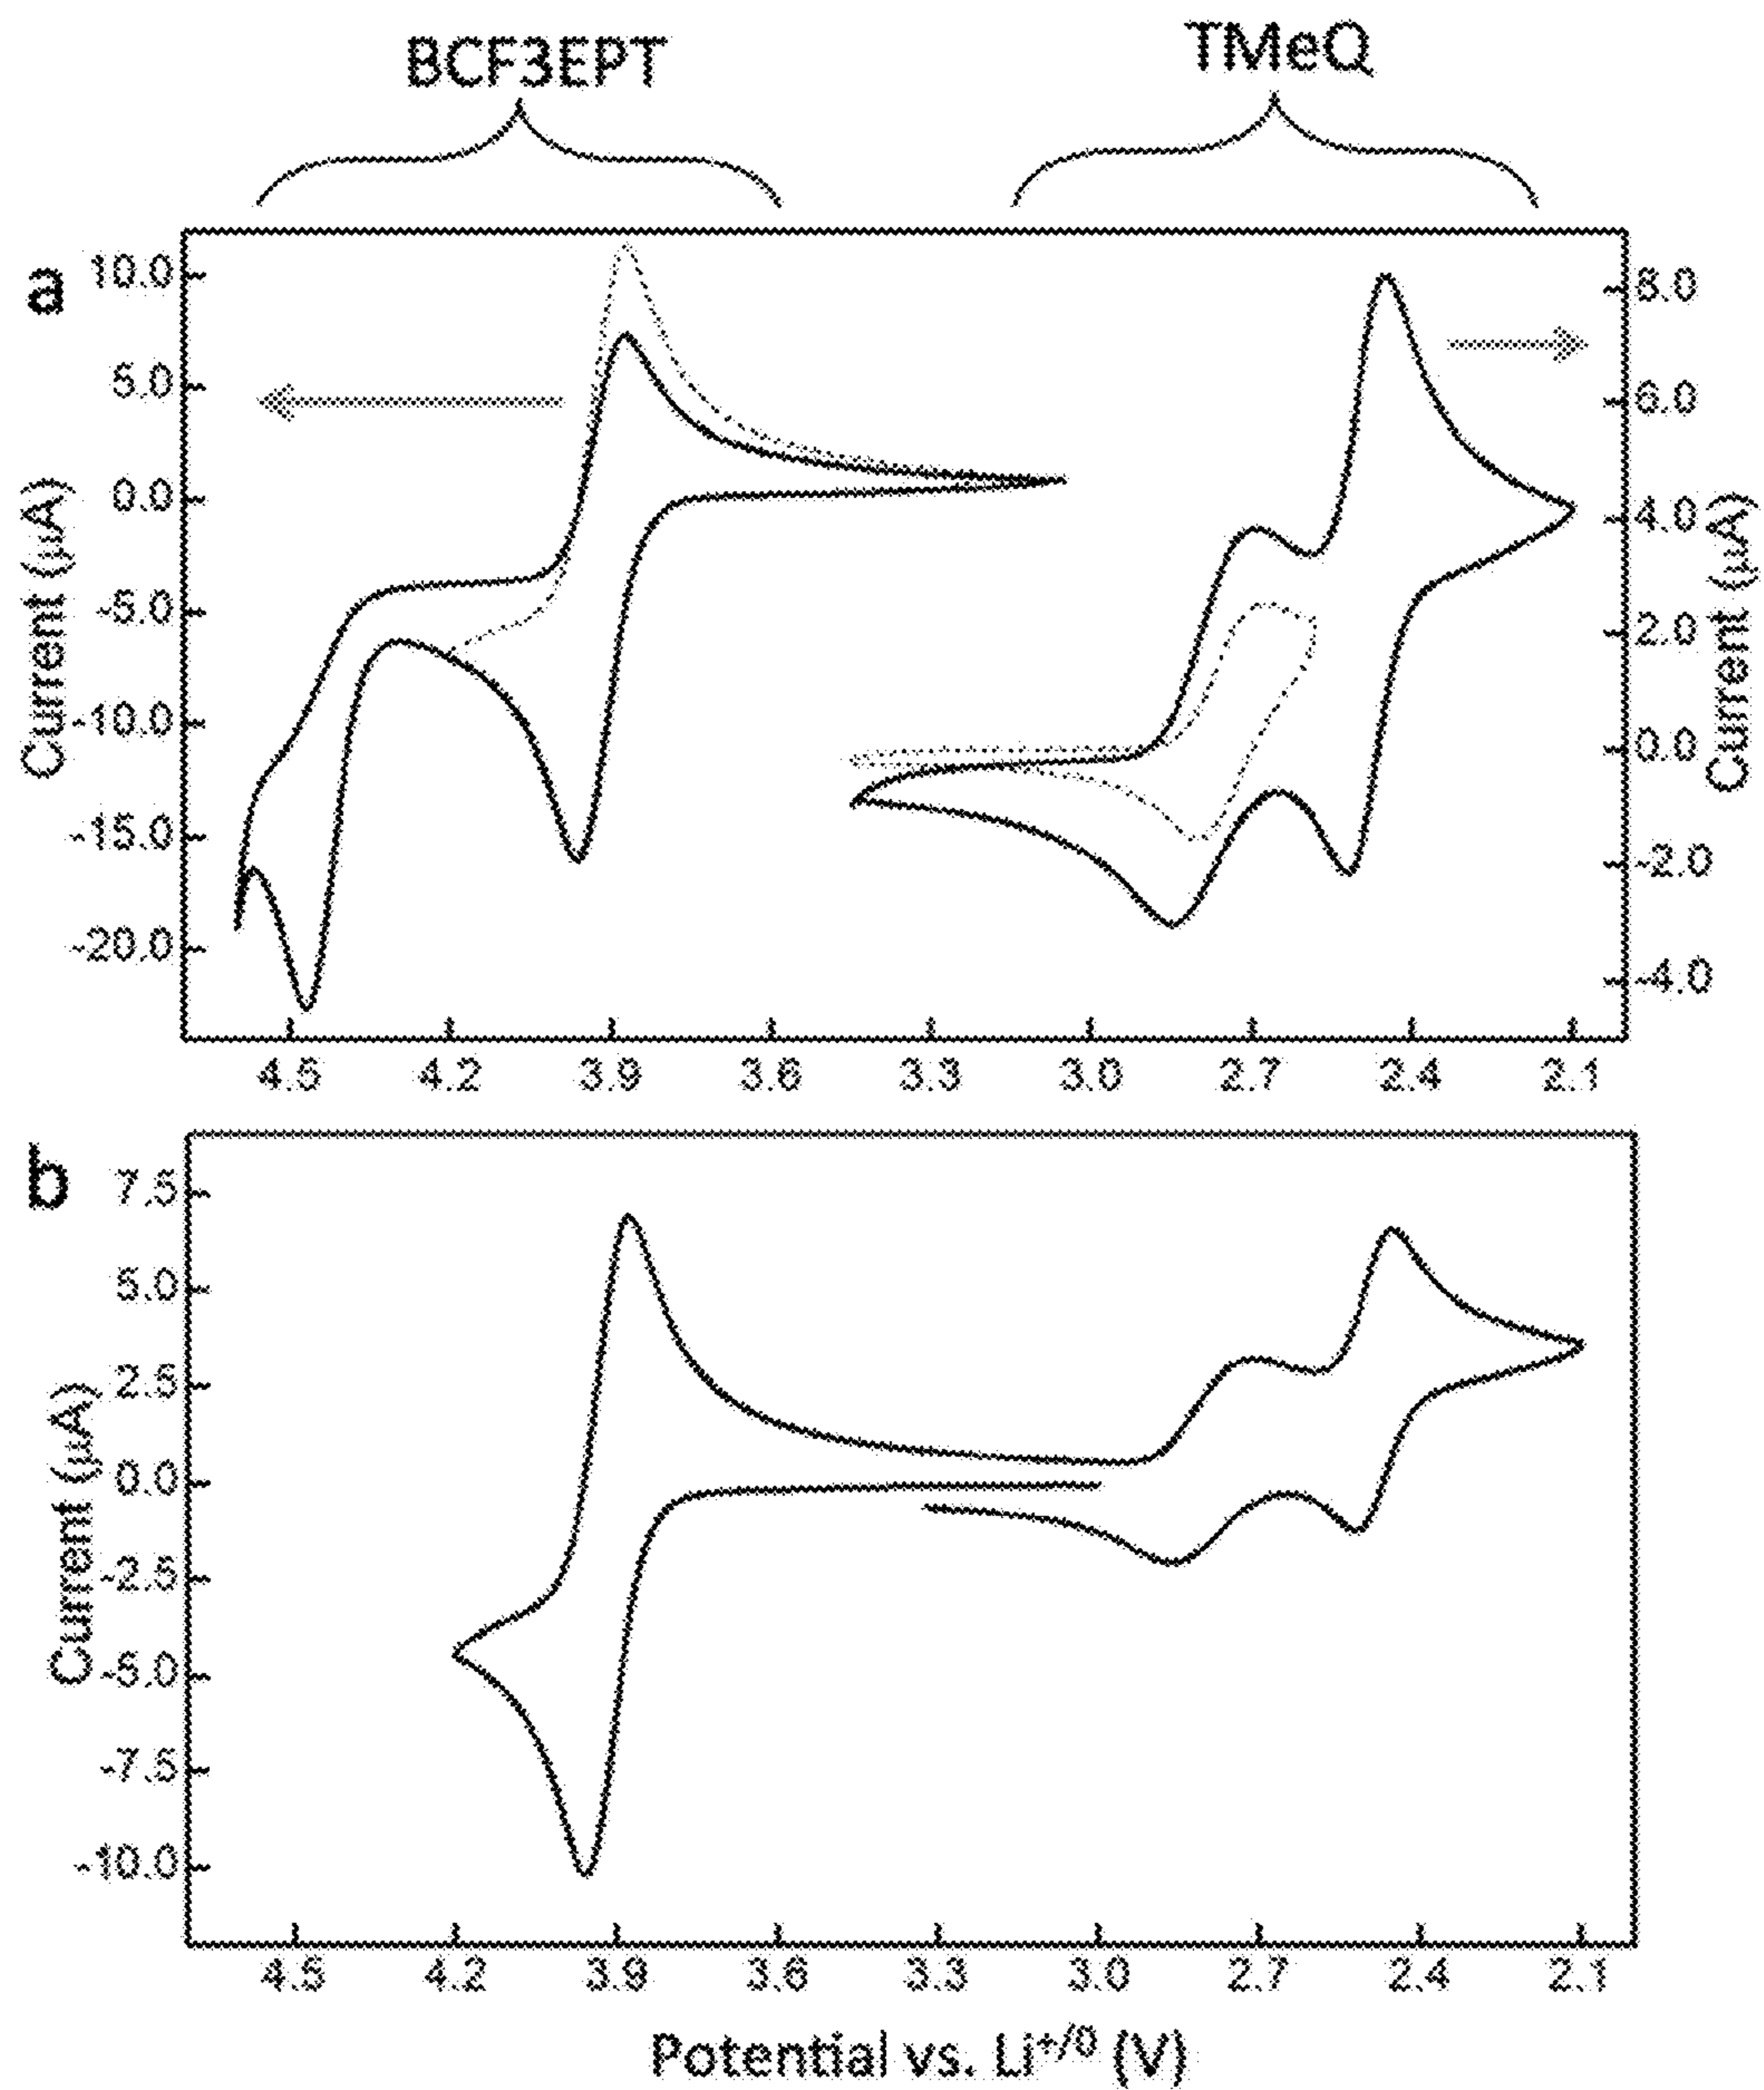 BCF3EPT TMeQ
a
10.0
5.0
0.0
-5.0
-10.0
-15.0
-20.0
Current (µA)
8.0
6.0
4.0
2.0
0.0
-2.0
-4.0
Current (µA)
4.5 4.2 3.9 3.6 3.3 3.0 2.7 2.4 2.1
b
7.5
5.0
2.5
0.0
-2.5
-5.0
-7.5
-10.0
Current (µA)
4.5 4.2 3.9 3.6 3.3 3.0 2.7 2.4 2.1
Potential vs. Li⁺/⁰ (V)